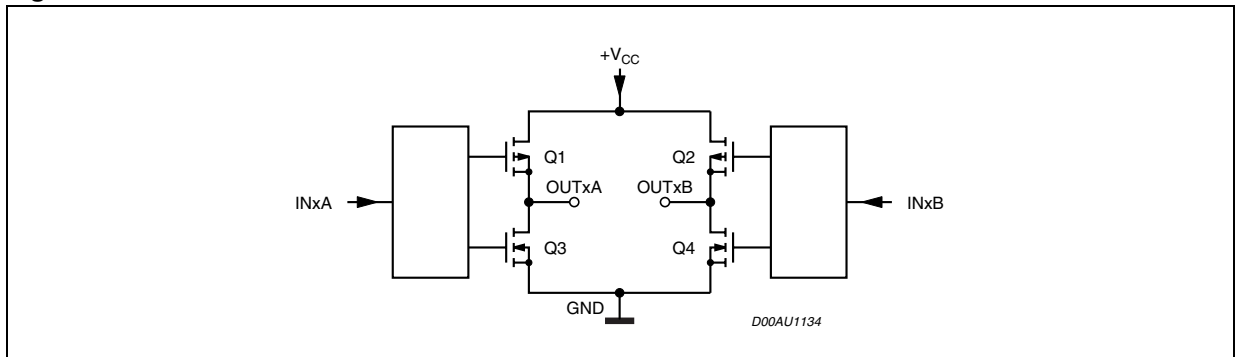 +VCC
Q1
Q2
OUTxA
OUTxB
INxA
INxB
Q3
Q4
GND
D00AU1134